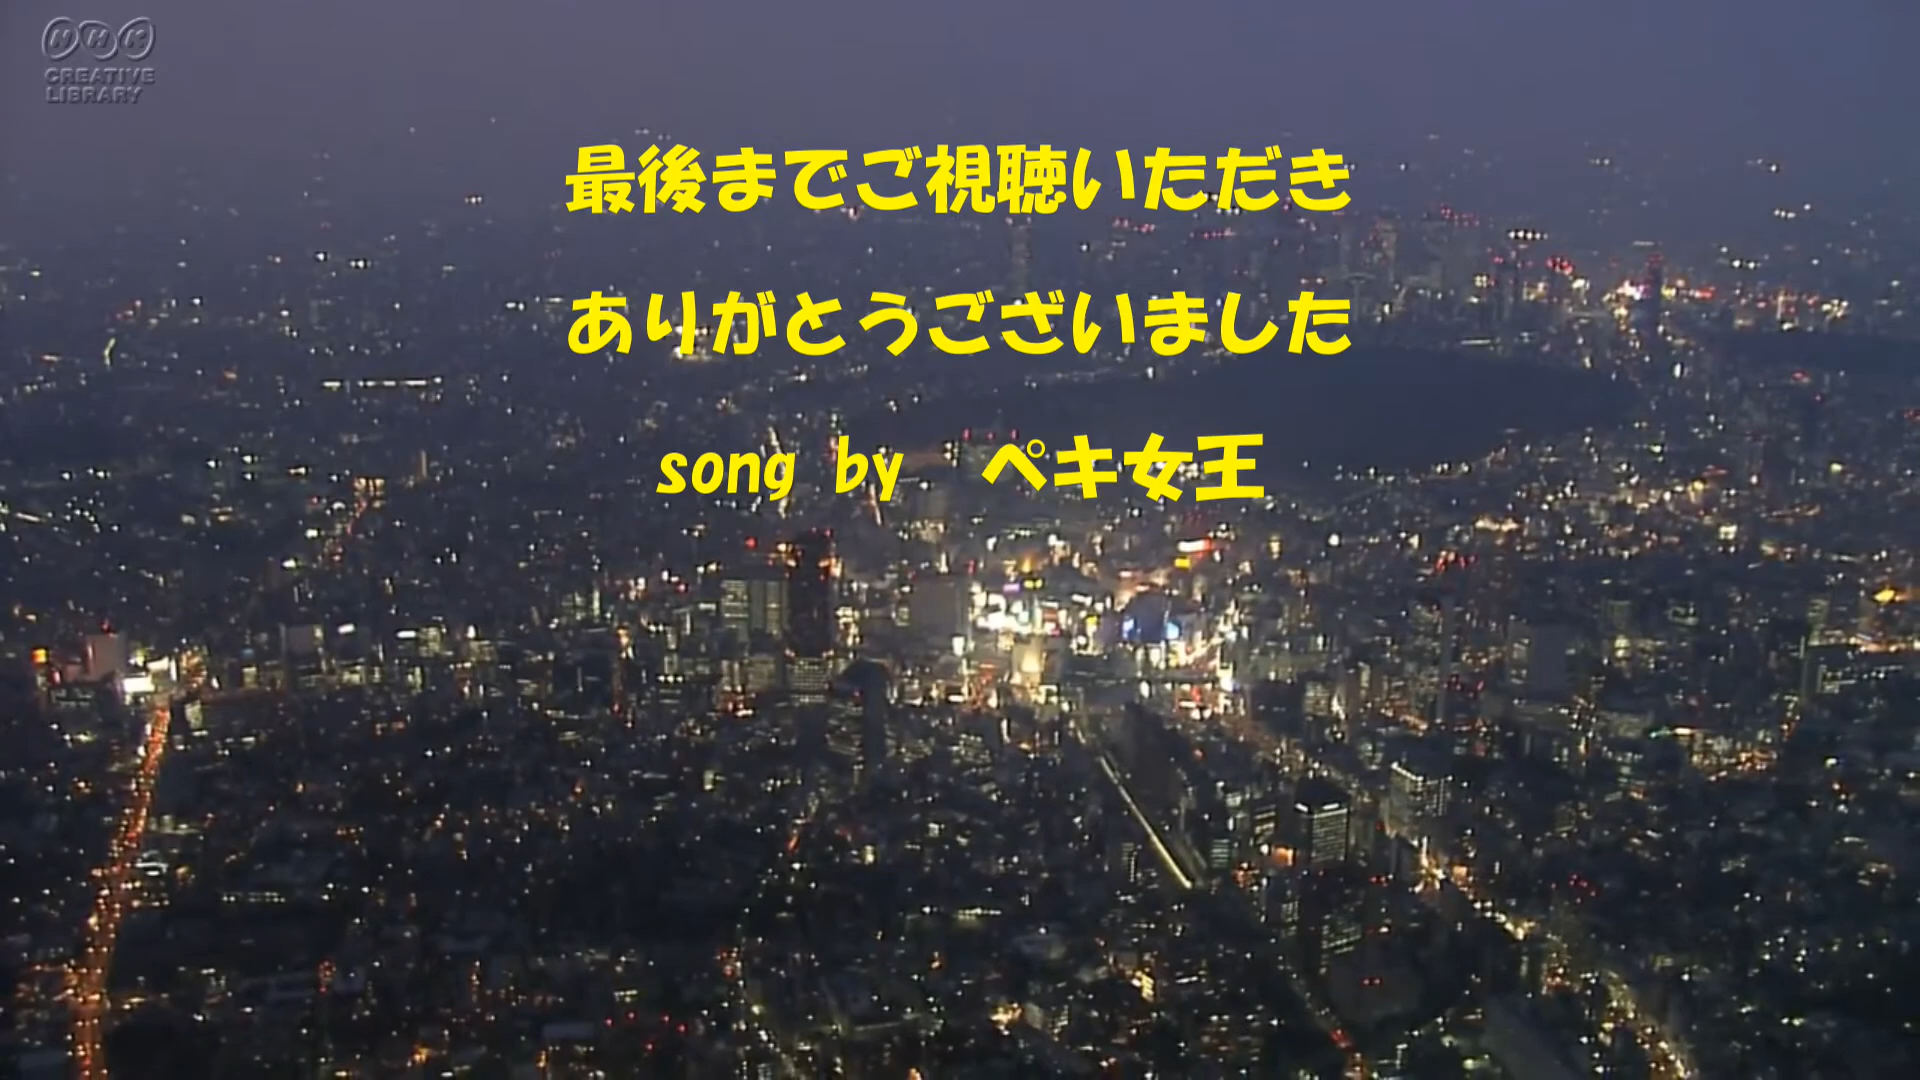 NHK
CREATIVE
LIBRARY
最後までご視聴いただき
ありがとうございました
song by　ペキ女王